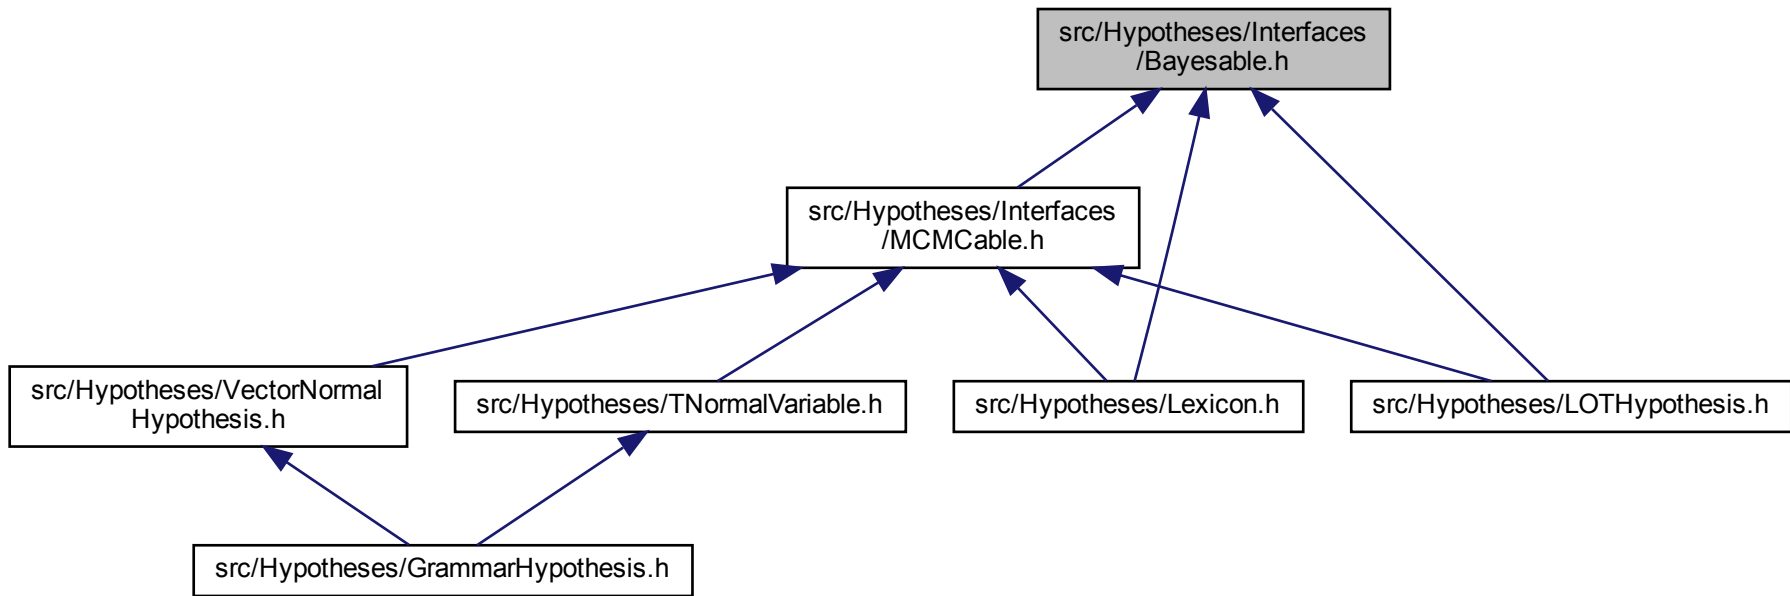 src/Hypotheses/Interfaces
/Bayesable.h
src/Hypotheses/Interfaces
/MCMCable.h
src/Hypotheses/VectorNormal
Hypothesis.h
src/Hypotheses/TNormalVariable.h
src/Hypotheses/Lexicon.h
src/Hypotheses/LOTHypothesis.h
src/Hypotheses/GrammarHypothesis.h